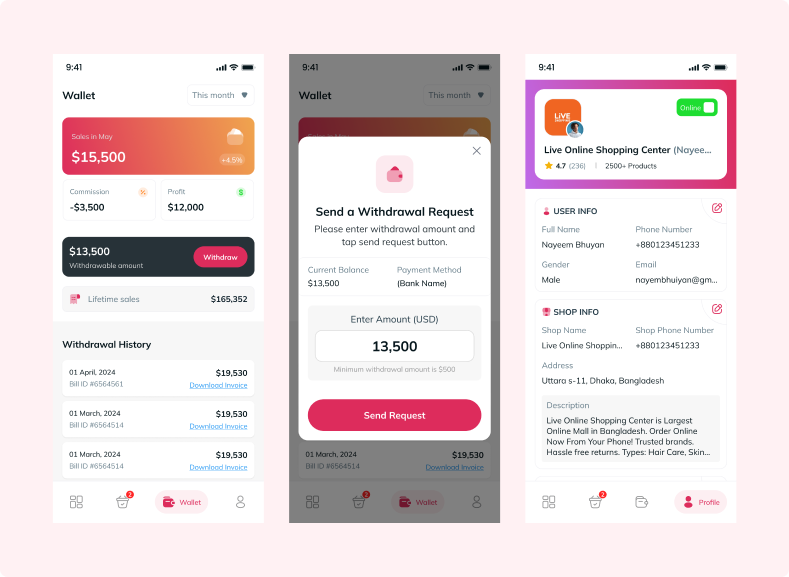 9:41
Wallet
This month
Sales in May
$15,500
+4.5%
Commission
%
-$3,500
Profit
$
$12,000
$13,500
Withdrawable amount
Withdraw
Lifetime sales
$165,352
Withdrawal History
01 April, 2024
$19,530
Bill ID #6564561
Download Invoice
01 March, 2024
$19,530
Bill ID #6564514
Download Invoice
01 March, 2024
$19,530
Bill ID #6564514
Download Invoice
2
Wallet
9:41
Wallet
This month
Send a Withdrawal Request
Please enter withdrawal amount and
tap send request button.
Current Balance
$13,500
Payment Method
(Bank Name)
Enter Amount (USD)
13,500
Minimum withdrawal amount is $500
Send Request
$19,530
Bill ID #6564514
Download Invoice
2
Wallet
9:41
LiVE
Online
Live Online Shopping Center (Nayee...
4.7 (236)
2500+ Products
USER INFO
Full Name
Nayeem Bhuyan
Phone Number
+880123451233
Gender
Male
Email
nayembhuiyan@gm...
SHOP INFO
Shop Name
Live Online Shoppin...
Shop Phone Number
+880123451233
Address
Uttara s-11, Dhaka, Bangladesh
Description
Live Online Shopping Center is Largest
Online Mall in Bangladesh. Order Online
Now From Your Phone! Trusted brands.
Hassle free returns. Types: Hair Care, Skin...
2
Profile